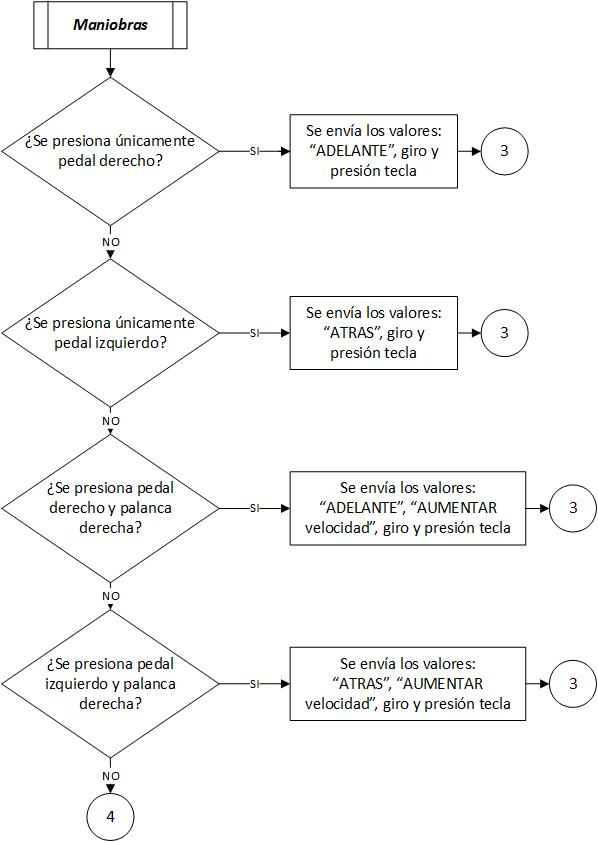 Maniobras
¿Se presiona únicamente
pedal derecho?
SI
Se envía los valores:
“ADELANTE”, giro y
presión tecla
3
NO
¿Se presiona únicamente
pedal izquierdo?
SI
Se envía los valores:
“ATRAS”, giro y
presión tecla
3
NO
¿Se presiona pedal
derecho y palanca
derecha?
SI
Se envía los valores:
“ADELANTE”, “AUMENTAR
velocidad”, giro y presión tecla
3
NO
¿Se presiona pedal
izquierdo y palanca
derecha?
SI
Se envía los valores:
“ATRAS”, “AUMENTAR
velocidad”, giro y presión tecla
3
NO
4